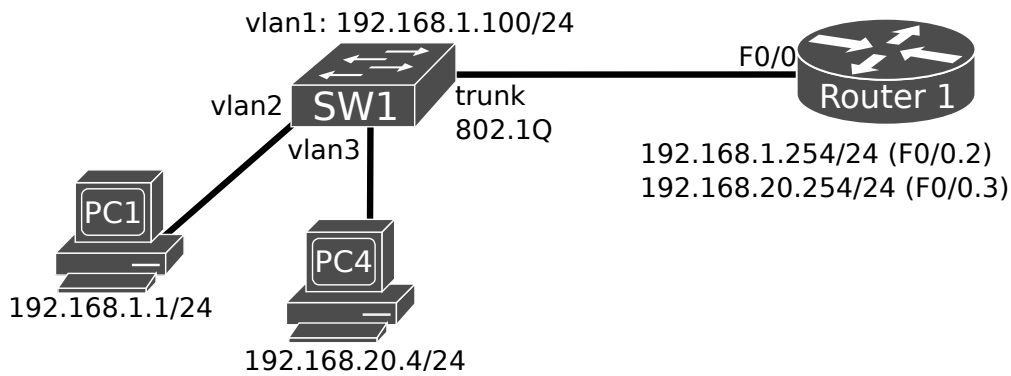 vlan1: 192.168.1.100/24
F0/0
SW1
Router 1
vlan2
trunk
802.1Q
vlan3
192.168.1.254/24 (F0/0.2)
192.168.20.254/24 (F0/0.3)
PC1
PC4
192.168.1.1/24
192.168.20.4/24